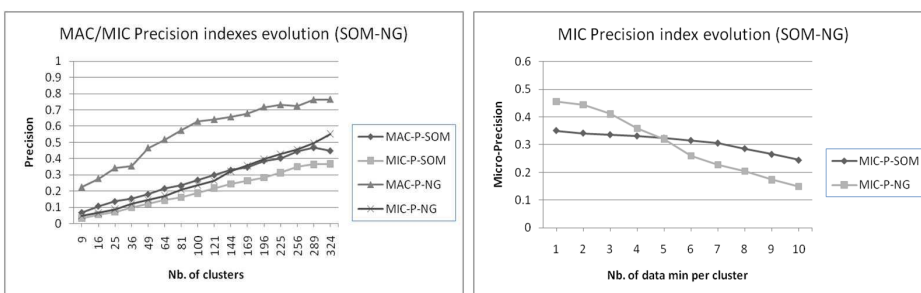 MAC/MIC Precision indexes evolution (SOM-NG)
Precision
1
0.9
0.8
0.7
0.6
0.5
0.4
0.3
0.2
0.1
0
9 16 25 36 49 64 81 100 121 144 169 196 225 256 289 324
Nb. of clusters
MAC-P-SOM
MIC-P-SOM
MAC-P-NG
MIC-P-NG
MIC Precision index evolution (SOM-NG)
Micro-Precision
0.6
0.5
0.4
0.3
0.2
0.1
0
1 2 3 4 5 6 7 8 9 10
Nb. of data min per cluster
MIC-P-SOM
MIC-P-NG